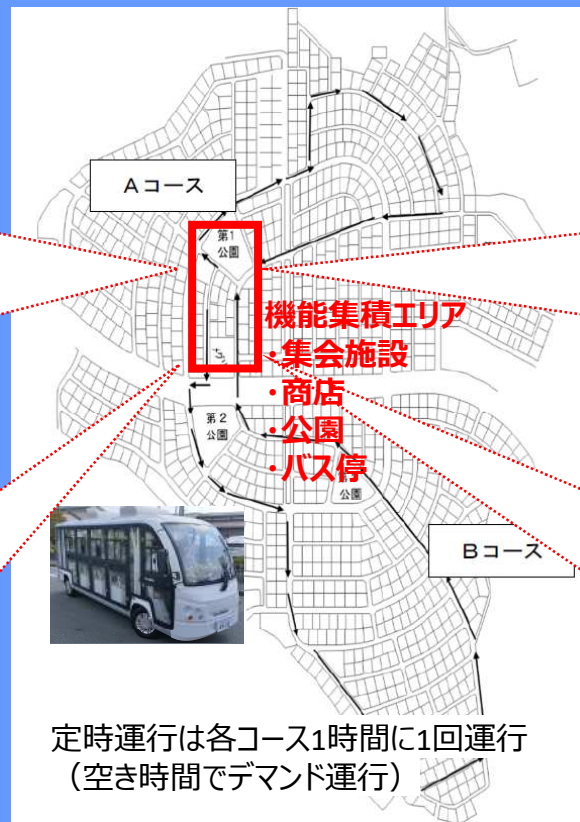 Aコース
第1
公園
機能集積エリア
・集会施設
・商店
・公園
・バス停
第2
公園
公園
Bコース
定時運行は各コース1時間に1回運行
（空き時間でデマンド運行）